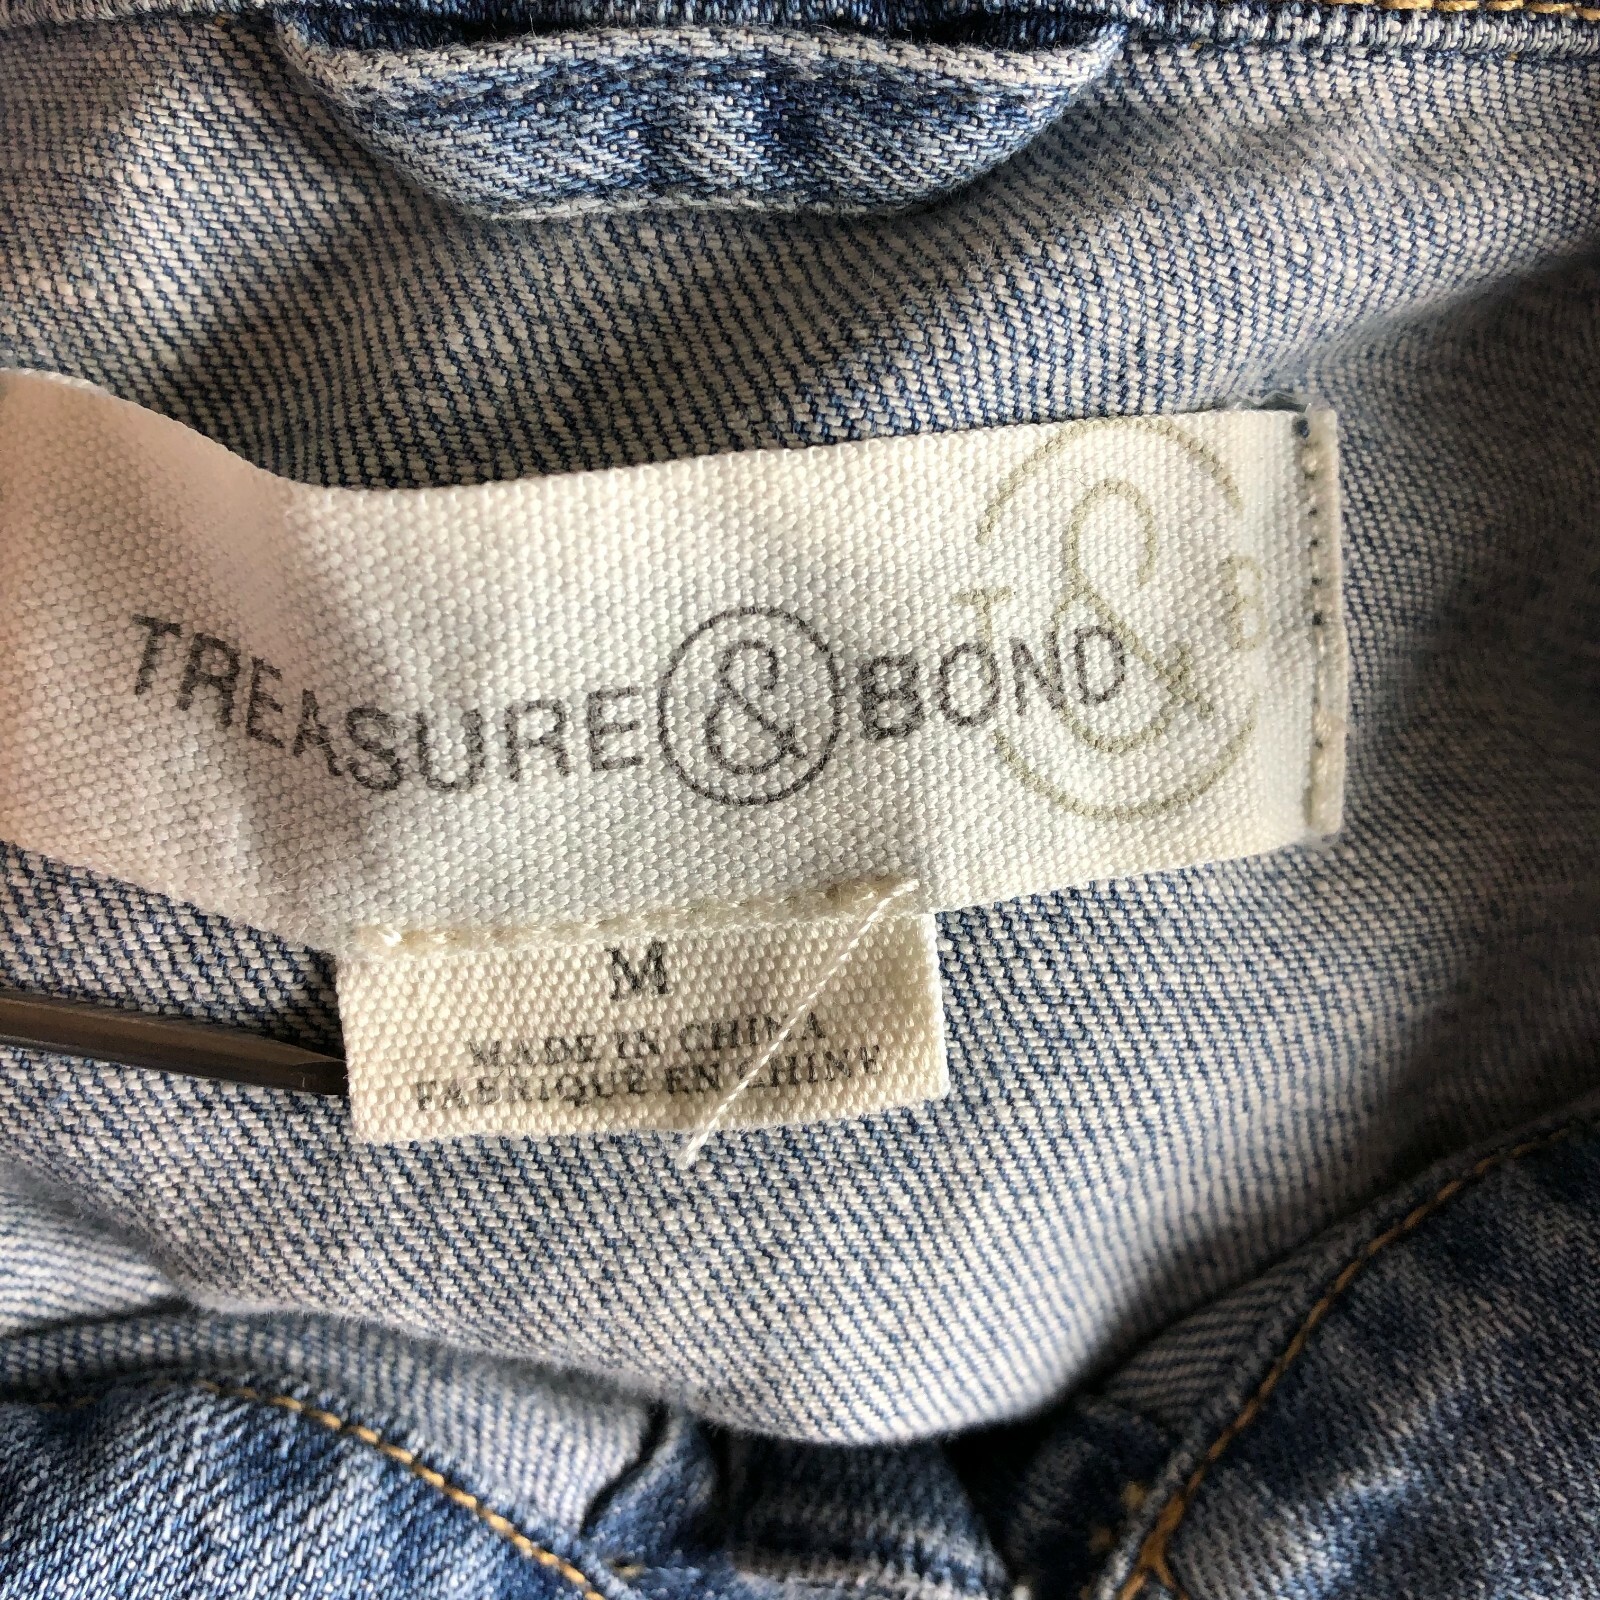 TREASURE & BOND
T & B
M
MADE IN CHINA
FABRIQUE EN CHINE